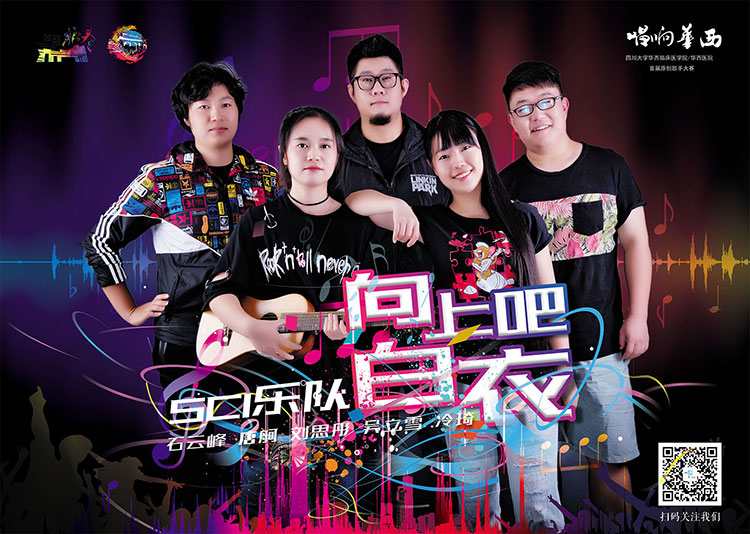 唱响华西
四川大学华西临床医学院/华西医院
首届原创歌手大赛
adidas
LINKIN
PARK
Rock'n'roll never
向上吧
白衣
SCI乐队
石云峰 唐舸 刘思彤 吴立雪 冷琦
扫码关注我们